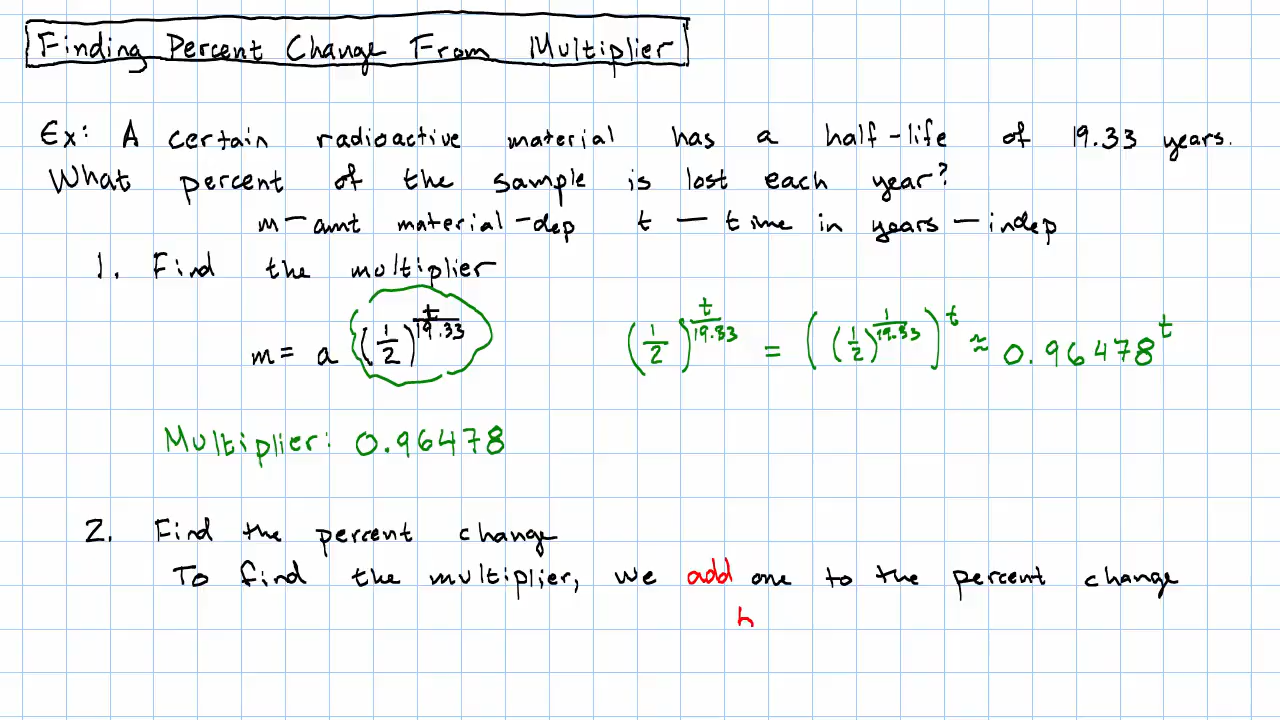 Finding Percent Change From Multiplier
Ex: A certain radioactive material has a half-life of 19.33 years.
What percent of the sample is lost each year?
m — amt material - dep t — time in years — indep
1. Find the multiplier
m = a (1/2)^(t/19.33) (1/2)^(t/19.33) = ((1/2)^(1/19.33))^t ≈ 0.96478^t
Multiplier: 0.96478
2. Find the percent change
To find the multiplier, we add one to the percent change
h